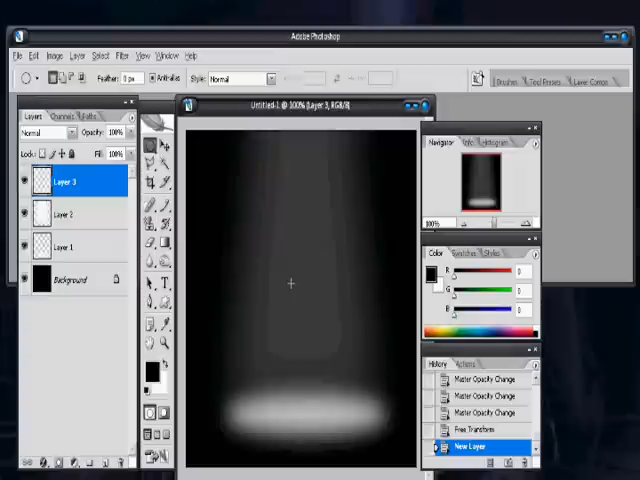 Adobe Photoshop
File Edit Image Layer Select Filter View Window Help
Feather: 0 px Anti-alias Style: Normal
Brushes Tool Presets Layer Comps
Untitled-1 @ 100% (Layer 3, RGB/8)
Layers Channels Paths
Normal Opacity: 100%
Lock: Fill: 100%
Layer 3
Layer 2
Layer 1
Background
Navigator Info Histogram
100%
Color Swatches Styles
R 0
G 0
B 0
History Actions
Master Opacity Change
Master Opacity Change
Master Opacity Change
Free Transform
New Layer